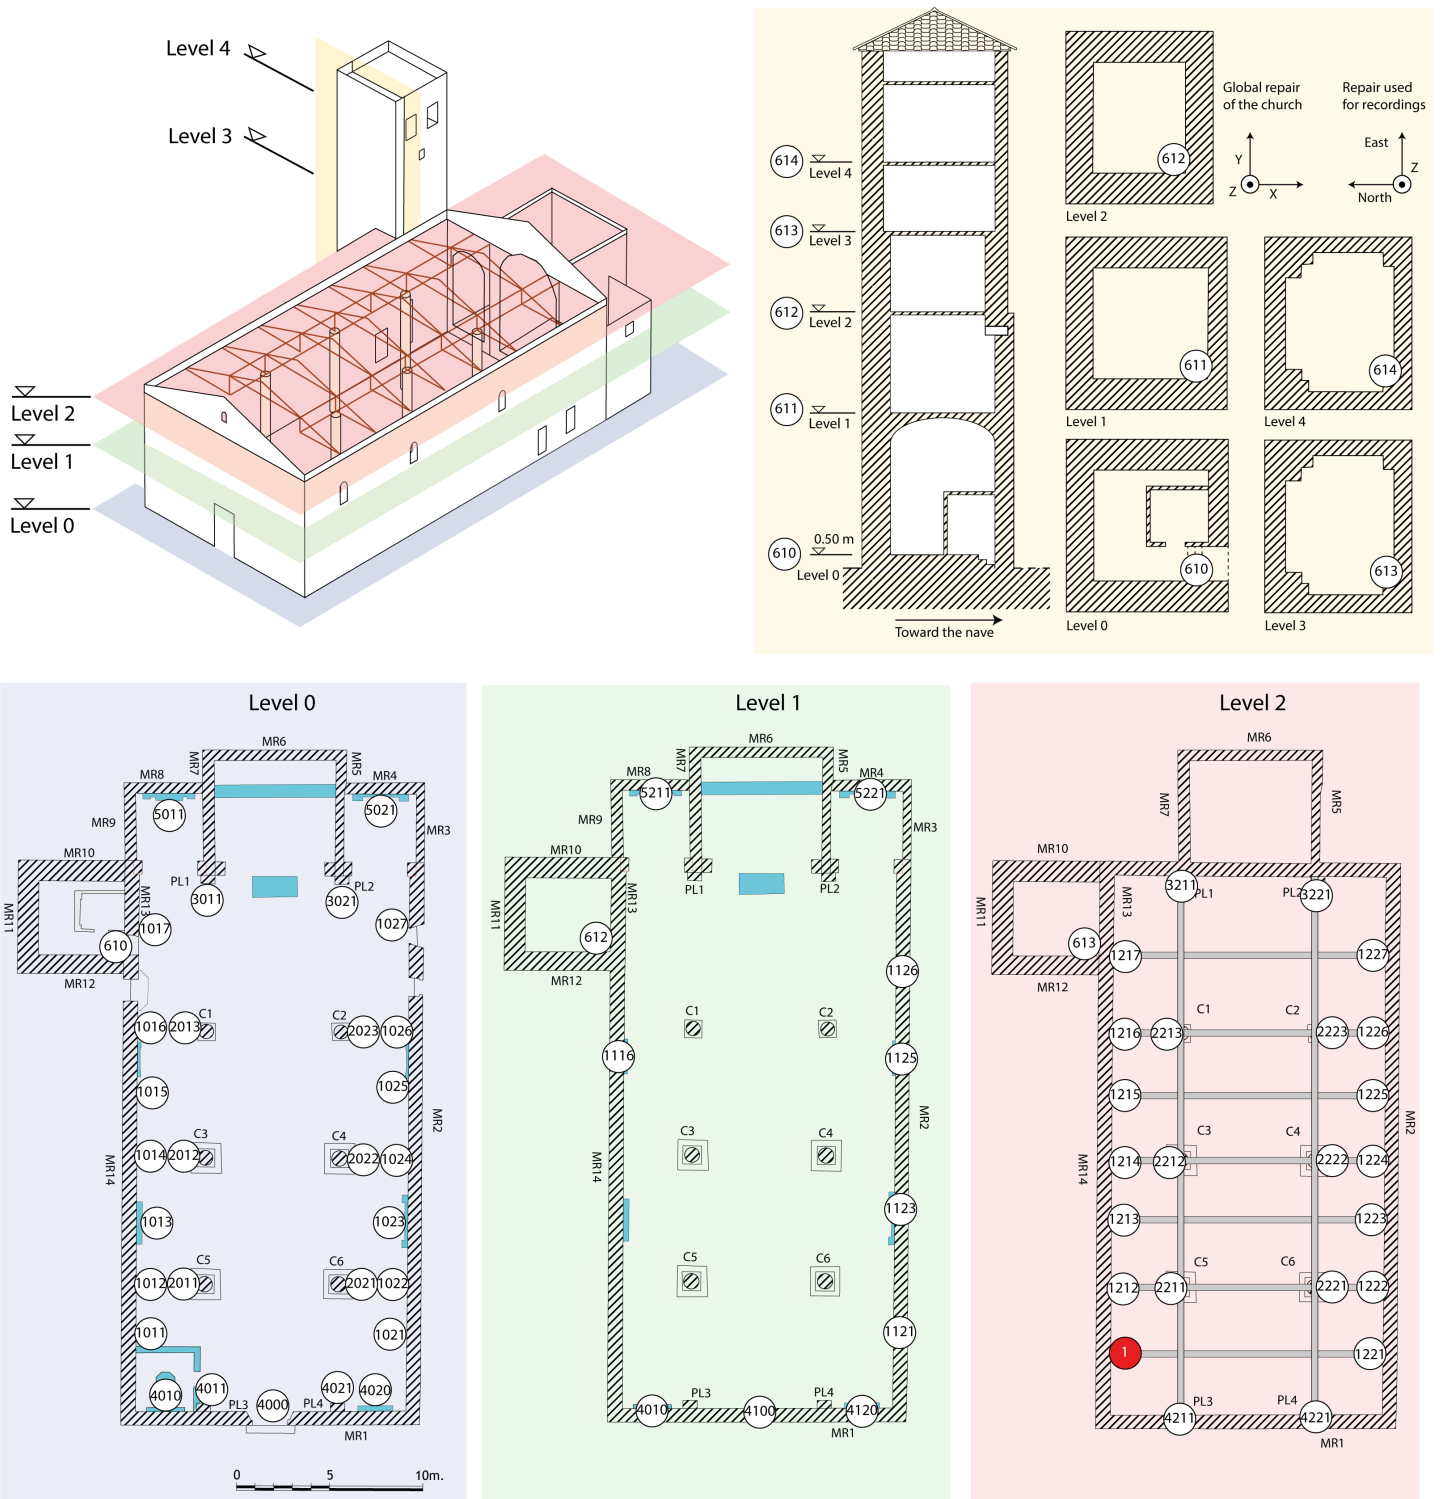 Level 4
Level 3
Level 2
Level 1
Level 0
614
Level 4
613
Level 3
612
Level 2
611
Level 1
0.50 m
610
Level 0
Toward the nave
612
Level 2
Global repair
of the church
Y
Z
X
Repair used
for recordings
East
Z
North
611
Level 1
614
Level 4
610
Level 0
613
Level 3
Level 0
MR6
MR7
MR5
MR8
MR4
5011
5021
MR9
MR3
MR10
PL1
PL2
3011
3021
MR13
MR11
1017
1027
610
MR12
C1
C2
1016
2013
2023
1026
1015
1025
MR2
C3
C4
1014
2012
2022
1024
MR14
1013
1023
C5
C6
1012
2011
2021
1022
1011
1021
4010
4011
4021
4020
PL3
4000
PL4
MR1
0
5
10m.
Level 1
MR6
MR7
MR5
MR8
MR4
5211
5221
MR9
MR3
MR10
PL1
PL2
MR13
MR11
612
MR12
1126
C1
C2
1116
1125
MR2
C3
C4
MR14
1123
C5
C6
1121
PL3
PL4
4010
4100
4120
MR1
Level 2
MR6
MR7
MR5
MR10
3211
PL1
PL2
3221
MR13
MR11
613
1217
1227
MR12
C1
C2
1216
2213
2223
1226
1215
1225
MR2
C3
C4
1214
2212
2222
1224
MR14
1213
1223
C5
C6
1212
2211
2221
1222
1
1221
PL3
PL4
4211
4221
MR1